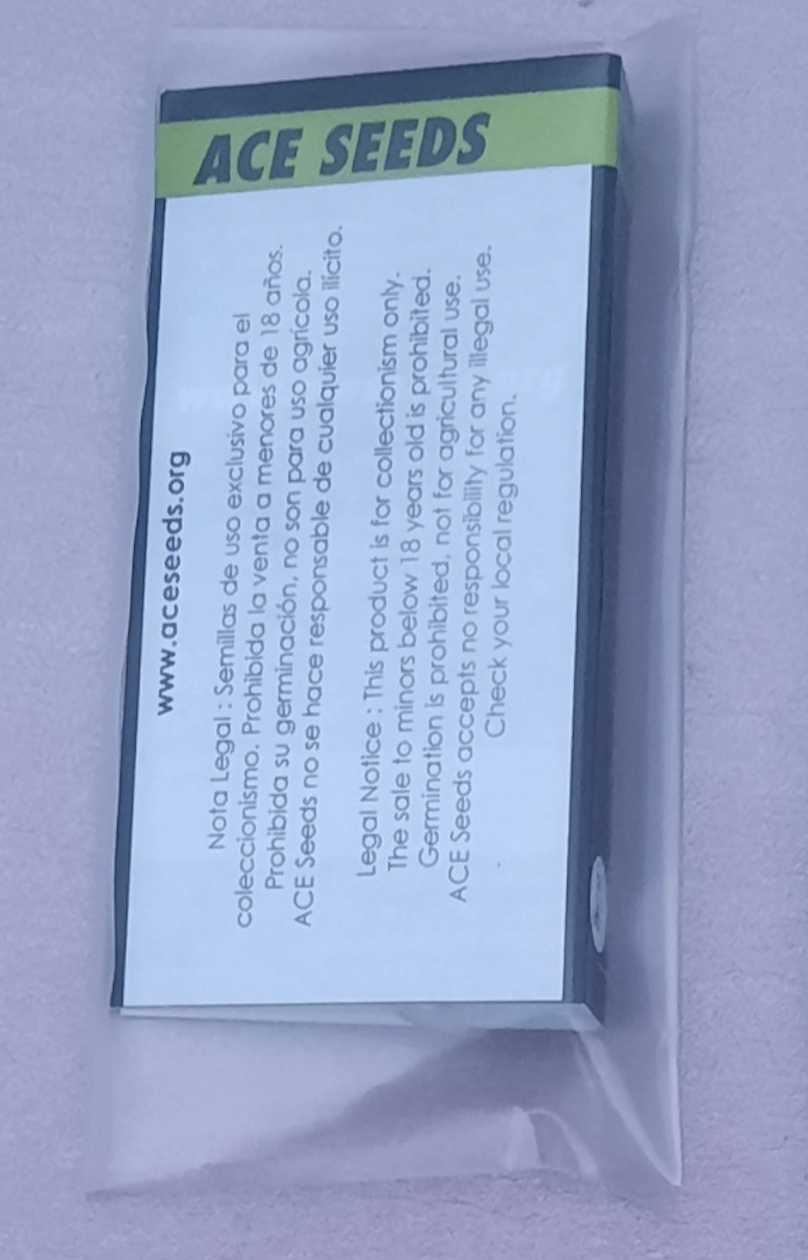 ACE SEEDS
www.aceseeds.org
Nota Legal : Semillas de uso exclusivo para el
coleccionismo. Prohibida la venta a menores de 18 años.
Prohibida su germinación, no son para uso agrícola.
ACE Seeds no se hace responsable de cualquier uso ilícito.
Legal Notice : This product is for collectionism only.
The sale to minors below 18 years old is prohibited.
Germination is prohibited, not for agricultural use.
ACE Seeds accepts no responsibility for any illegal use.
Check your local regulation.